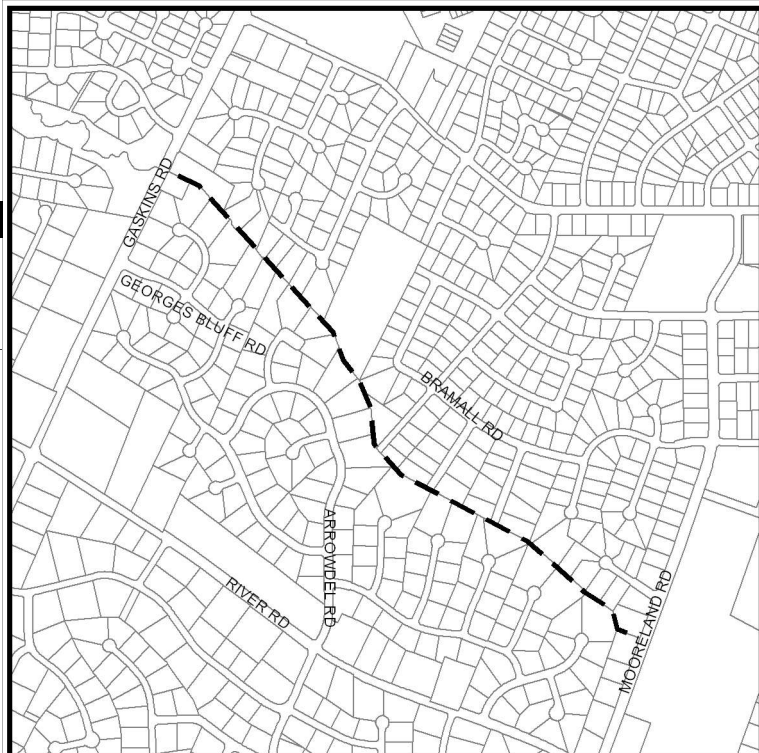 GASKINS RD
GEORGES BLUFF RD
BRAMALL RD
ARROWDEL RD
RIVER RD
MOORELAND RD